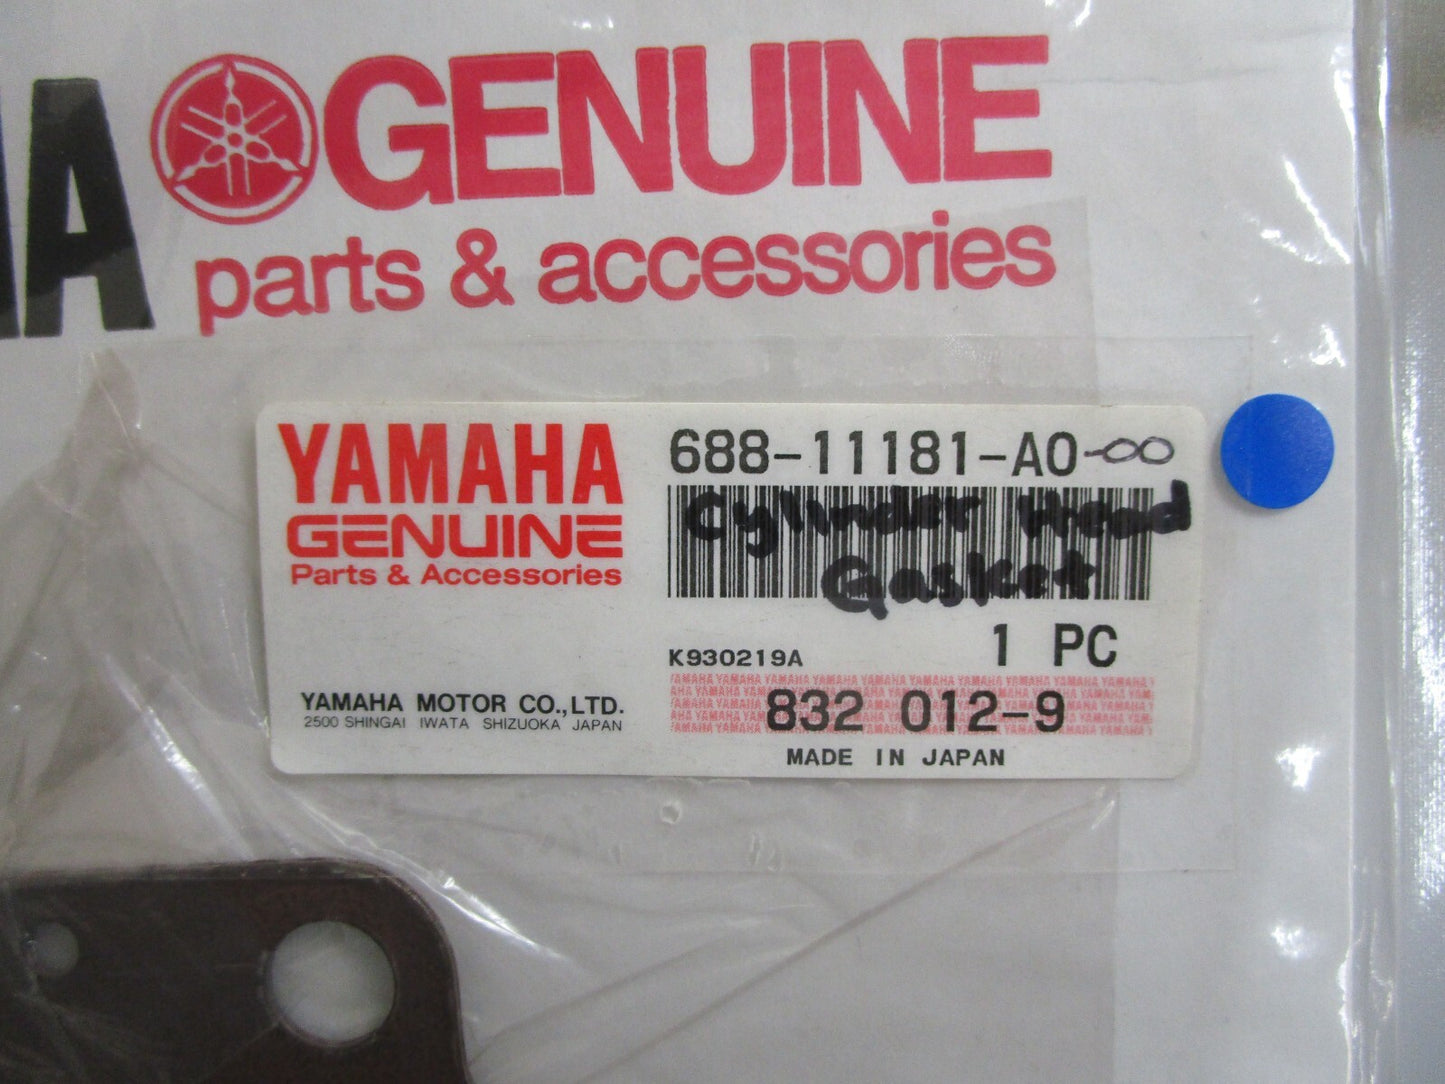 GENUINE
parts & accessories
YAMAHA
GENUINE
Parts & Accessories
YAMAHA MOTOR CO.,LTD.
2500 SHINGAI IWATA SHIZUOKA JAPAN
688-11181-A0-00
Cylinder Head
Gasket
1 PC
K930219A
832 012-9
MADE IN JAPAN